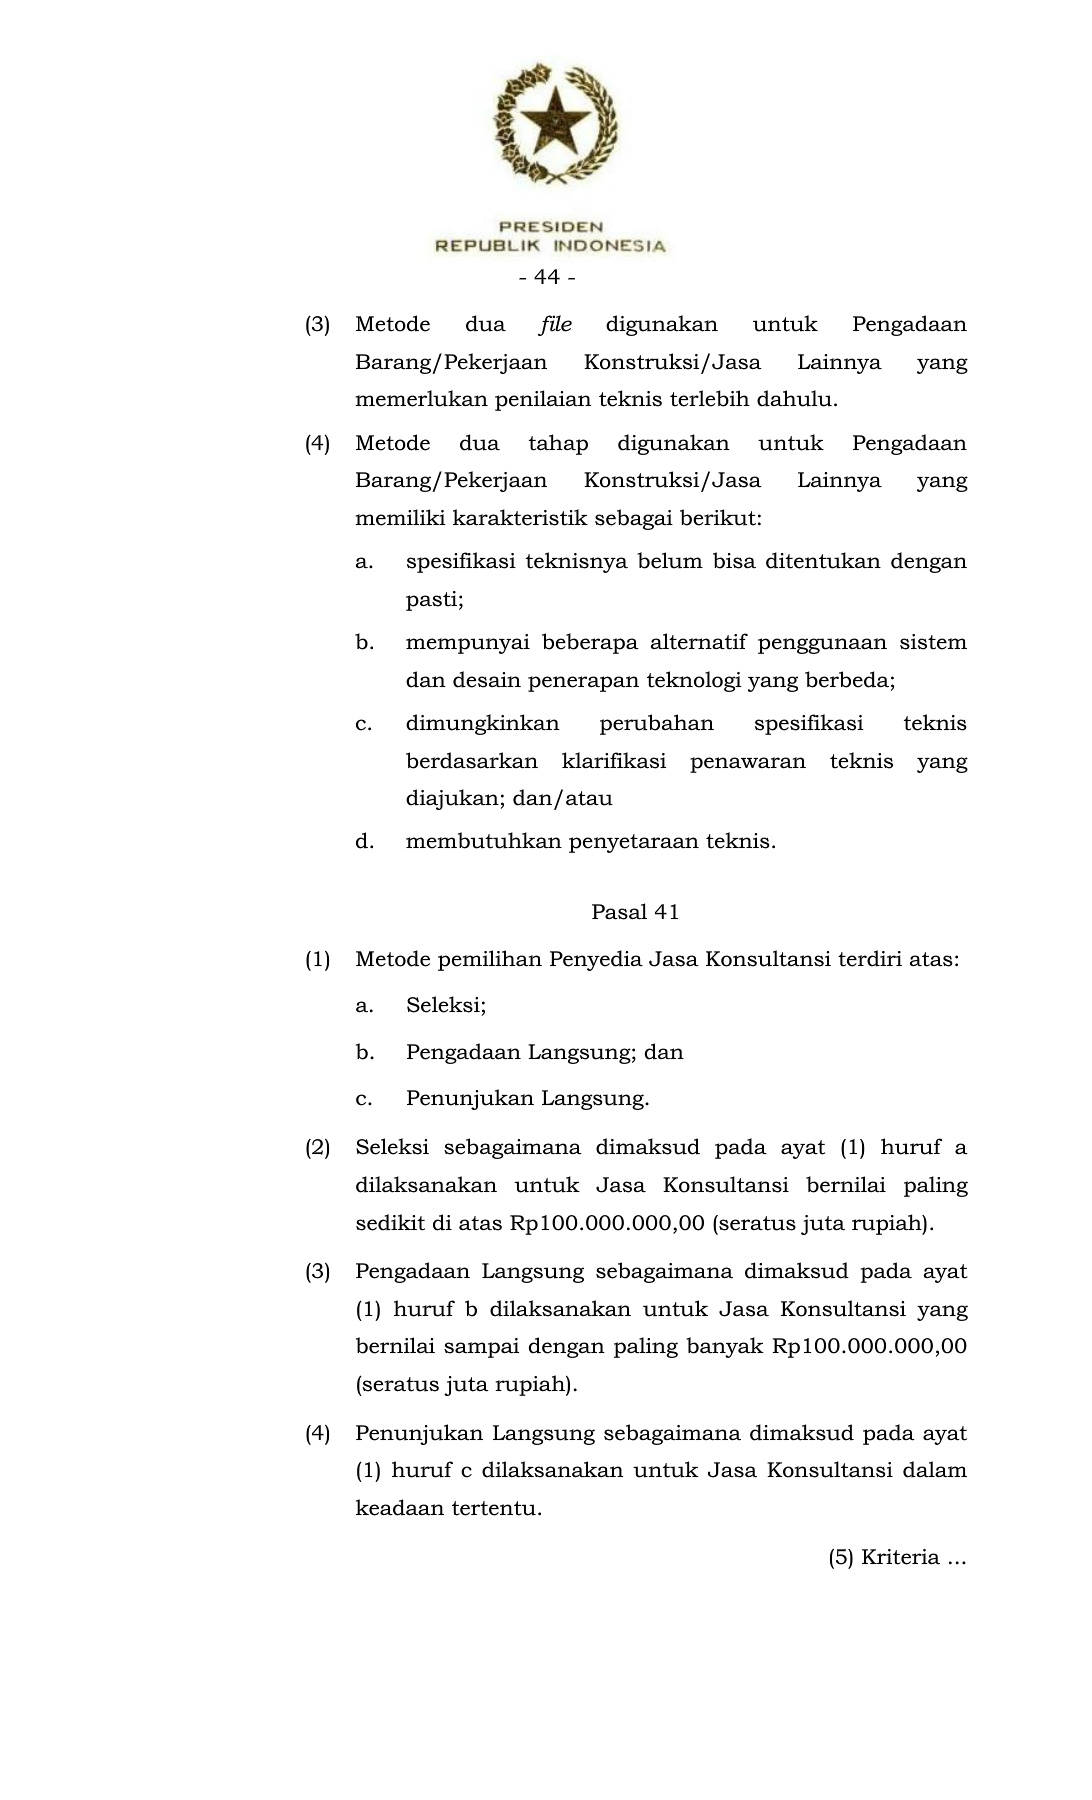 PRESIDEN
REPUBLIK INDONESIA
- 44 -
(3) Metode dua file digunakan untuk Pengadaan
Barang/Pekerjaan Konstruksi/Jasa Lainnya yang
memerlukan penilaian teknis terlebih dahulu.
(4) Metode dua tahap digunakan untuk Pengadaan
Barang/Pekerjaan Konstruksi/Jasa Lainnya yang
memiliki karakteristik sebagai berikut:
a. spesifikasi teknisnya belum bisa ditentukan dengan
pasti;
b. mempunyai beberapa alternatif penggunaan sistem
dan desain penerapan teknologi yang berbeda;
c. dimungkinkan perubahan spesifikasi teknis
berdasarkan klarifikasi penawaran teknis yang
diajukan; dan/atau
d. membutuhkan penyetaraan teknis.
Pasal 41
(1) Metode pemilihan Penyedia Jasa Konsultansi terdiri atas:
a. Seleksi;
b. Pengadaan Langsung; dan
c. Penunjukan Langsung.
(2) Seleksi sebagaimana dimaksud pada ayat (1) huruf a
dilaksanakan untuk Jasa Konsultansi bernilai paling
sedikit di atas Rp100.000.000,00 (seratus juta rupiah).
(3) Pengadaan Langsung sebagaimana dimaksud pada ayat
(1) huruf b dilaksanakan untuk Jasa Konsultansi yang
bernilai sampai dengan paling banyak Rp100.000.000,00
(seratus juta rupiah).
(4) Penunjukan Langsung sebagaimana dimaksud pada ayat
(1) huruf c dilaksanakan untuk Jasa Konsultansi dalam
keadaan tertentu.
(5) Kriteria ...